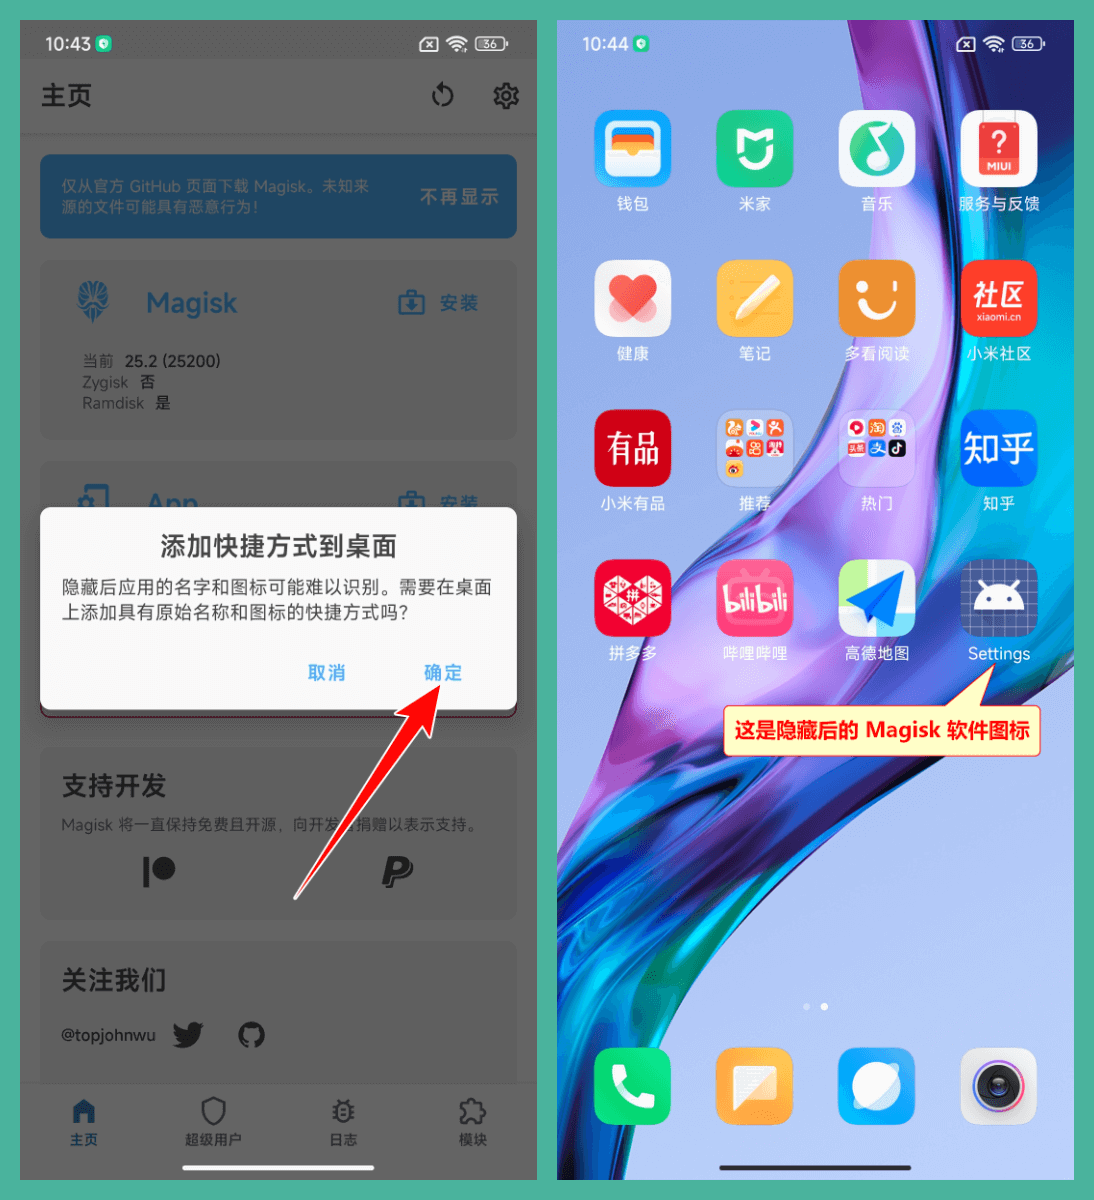 10:43
36
主页
仅从官方 GitHub 页面下载 Magisk。未知来
源的文件可能具有恶意行为！
不再显示
Magisk
安装
当前 25.2 (25200)
Zygisk 否
Ramdisk 是
App
安装
添加快捷方式到桌面
隐藏后应用的名字和图标可能难以识别。需要在桌面
上添加具有原始名称和图标的快捷方式吗？
取消
确定
支持开发
Magisk 将一直保持免费且开源，向开发者捐赠以表示支持。
关注我们
@topjohnwu
主页
超级用户
日志
模块
10:44
36
?
MIUI
钱包
米家
音乐
服务与反馈
社区
xiaomi.cn
健康
笔记
多看阅读
小米社区
有品
淘
头条
支
知乎
小米有品
推荐
热门
知乎
拼
bilibili
拼多多
哔哩哔哩
高德地图
Settings
这是隐藏后的 Magisk 软件图标